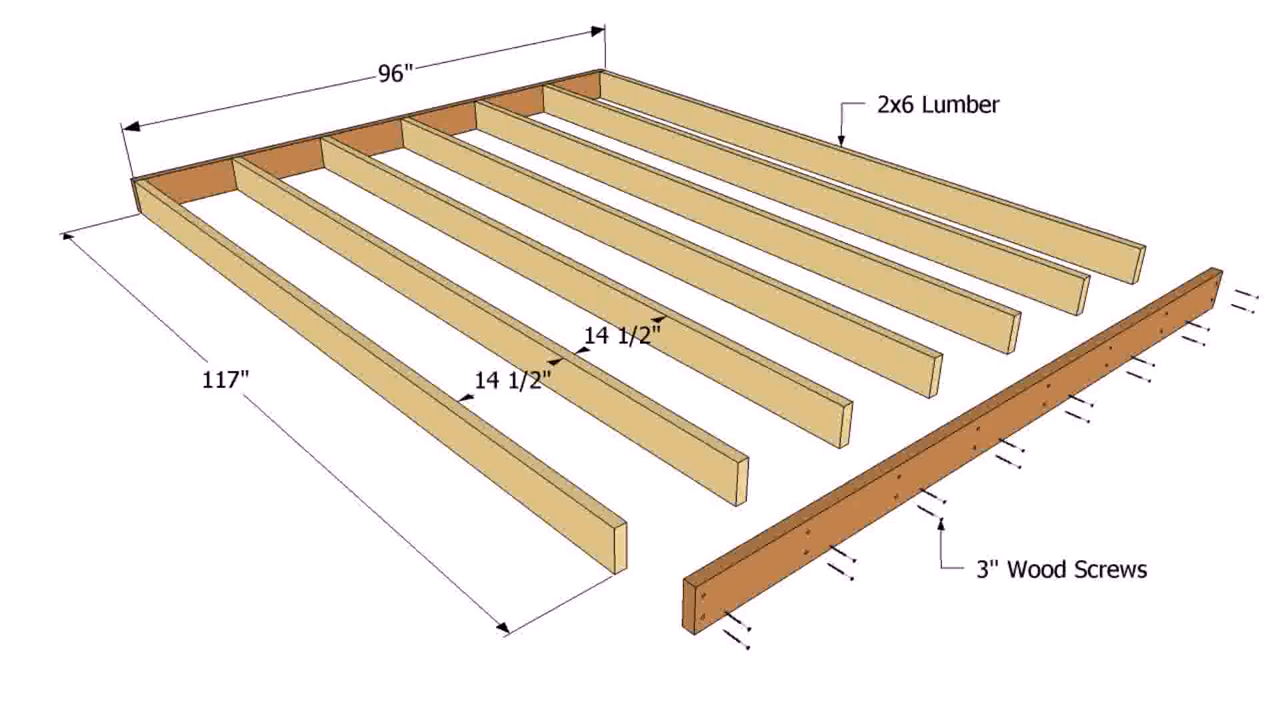 96"
2x6 Lumber
14 1/2"
14 1/2"
117"
3" Wood Screws